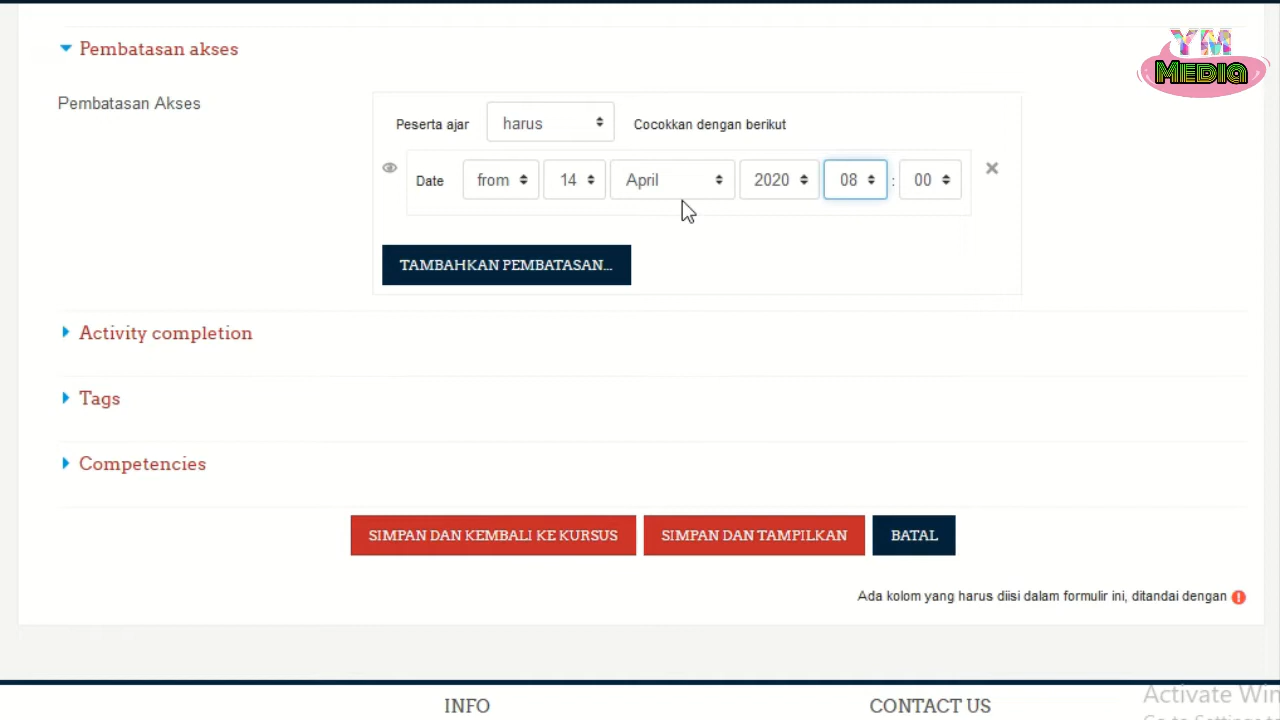 YM
MEDIA
Pembatasan akses
Pembatasan Akses
Peserta ajar harus Cocokkan dengan berikut
Date from 14 April 2020 08 : 00
TAMBAHKAN PEMBATASAN...
Activity completion
Tags
Competencies
SIMPAN DAN KEMBALI KE KURSUS SIMPAN DAN TAMPILKAN BATAL
Ada kolom yang harus diisi dalam formulir ini, ditandai dengan
INFO CONTACT US
Activate Win